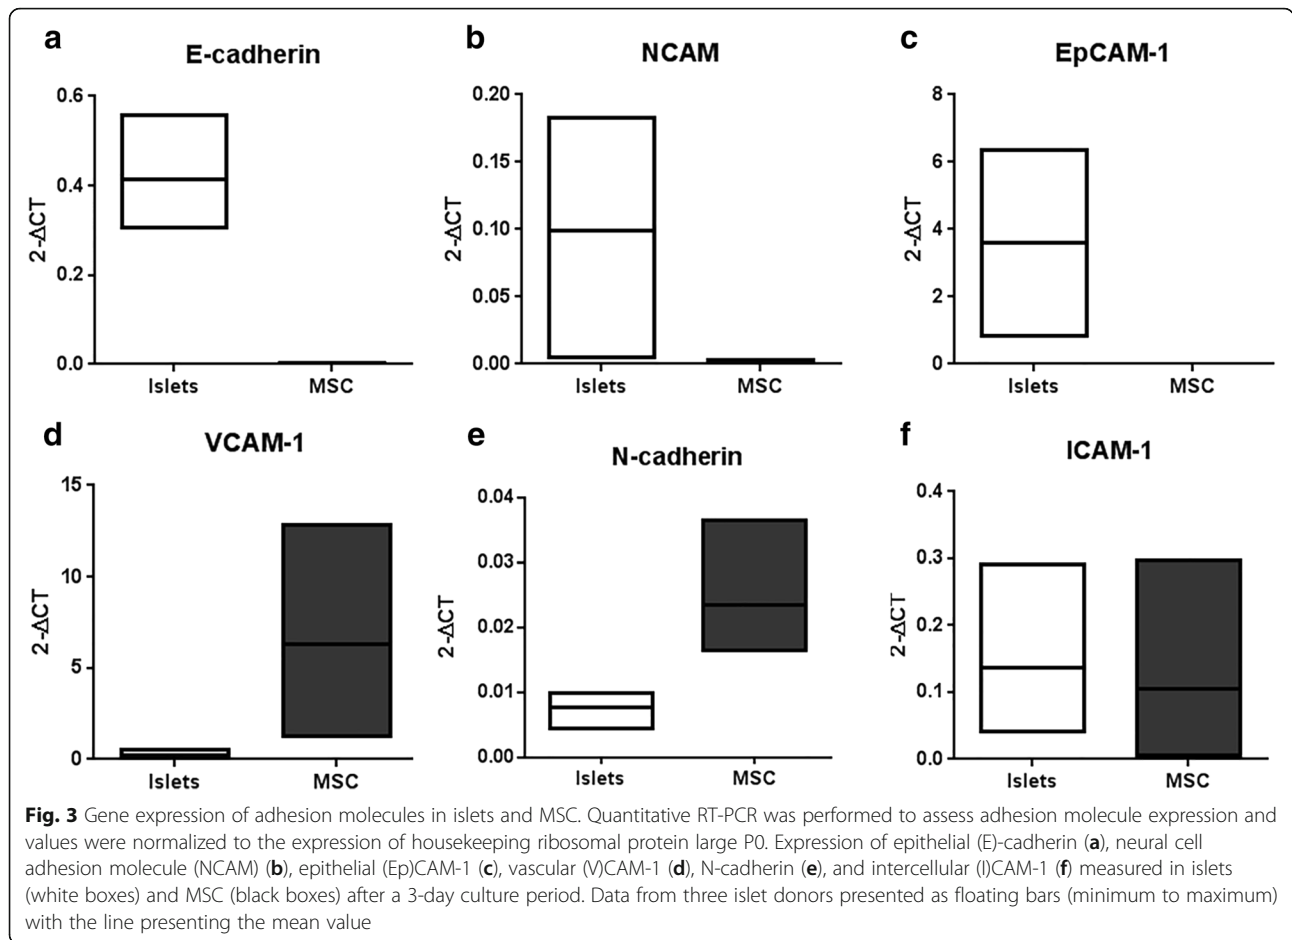 a
E-cadherin
0.6
0.4
0.2
0.0
2-ΔCT
Islets MSC
b
NCAM
0.20
0.15
0.10
0.05
0.00
2-ΔCT
Islets MSC
c
EpCAM-1
8
6
4
2
0
2-ΔCT
Islets MSC
d
VCAM-1
15
10
5
0
2-ΔCT
Islets MSC
e
N-cadherin
0.04
0.03
0.02
0.01
0.00
2-ΔCT
Islets MSC
f
ICAM-1
0.4
0.3
0.2
0.1
0.0
2-ΔCT
Islets MSC
Fig. 3 Gene expression of adhesion molecules in islets and MSC. Quantitative RT-PCR was performed to assess adhesion molecule expression and
values were normalized to the expression of housekeeping ribosomal protein large P0. Expression of epithelial (E)-cadherin (a), neural cell
adhesion molecule (NCAM) (b), epithelial (Ep)CAM-1 (c), vascular (V)CAM-1 (d), N-cadherin (e), and intercellular (I)CAM-1 (f) measured in islets
(white boxes) and MSC (black boxes) after a 3-day culture period. Data from three islet donors presented as floating bars (minimum to maximum)
with the line presenting the mean value